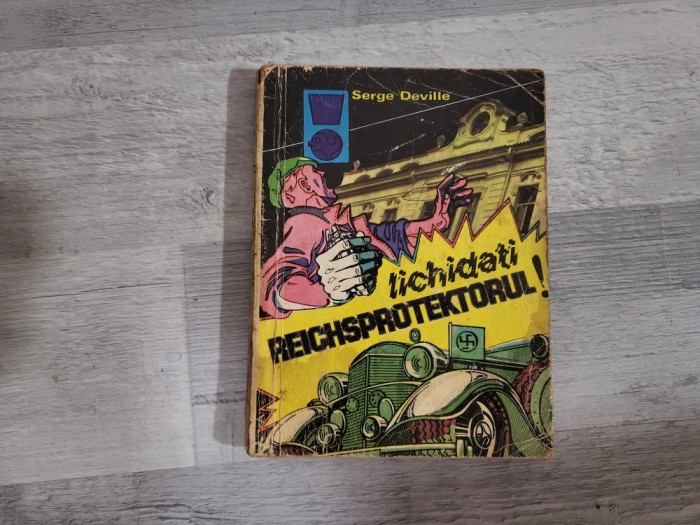 Serge Deville
lichidați
REICHSPROTEKTORUL!